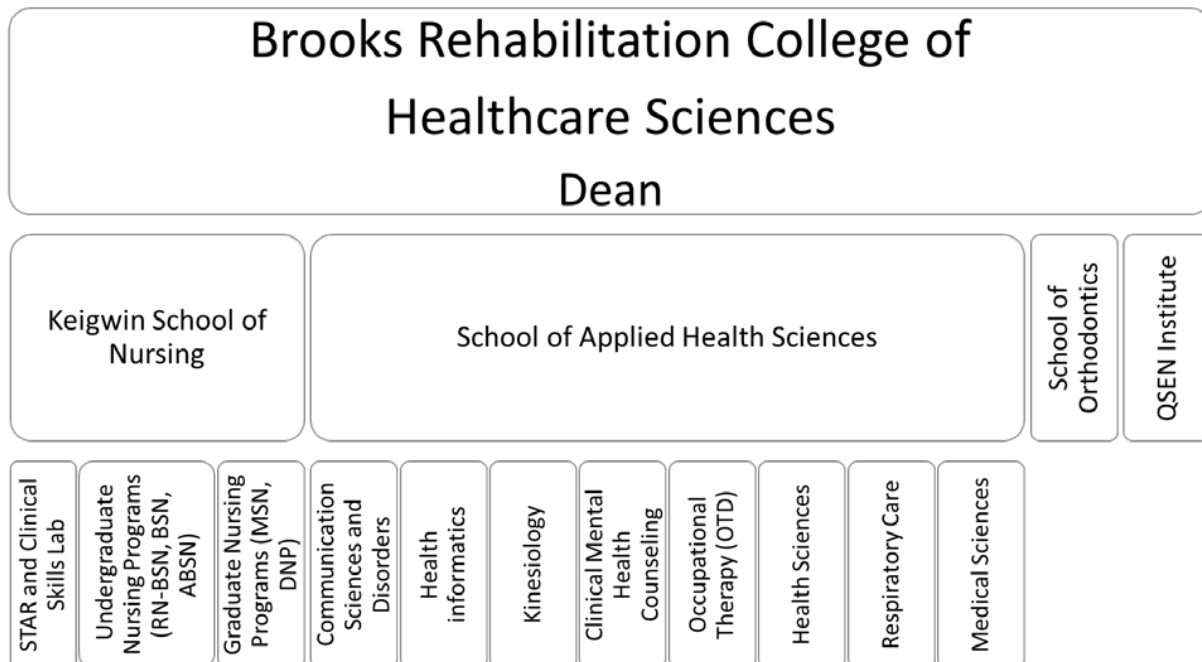 Brooks Rehabilitation College of
Healthcare Sciences
Dean
Keigwin School of
Nursing
School of Applied Health Sciences
School of
Orthodontics
QSEN Institute
STAR and Clinical
Skills Lab
Undergraduate
Nursing Programs
(RN-BSN, BSN,
ABSN)
Graduate Nursing
Programs (MSN,
DNP)
Communication
Sciences and
Disorders
Health
informatics
Kinesiology
Clinical Mental
Health
Counseling
Occupational
Therapy (OTD)
Health Sciences
Respiratory Care
Medical Sciences